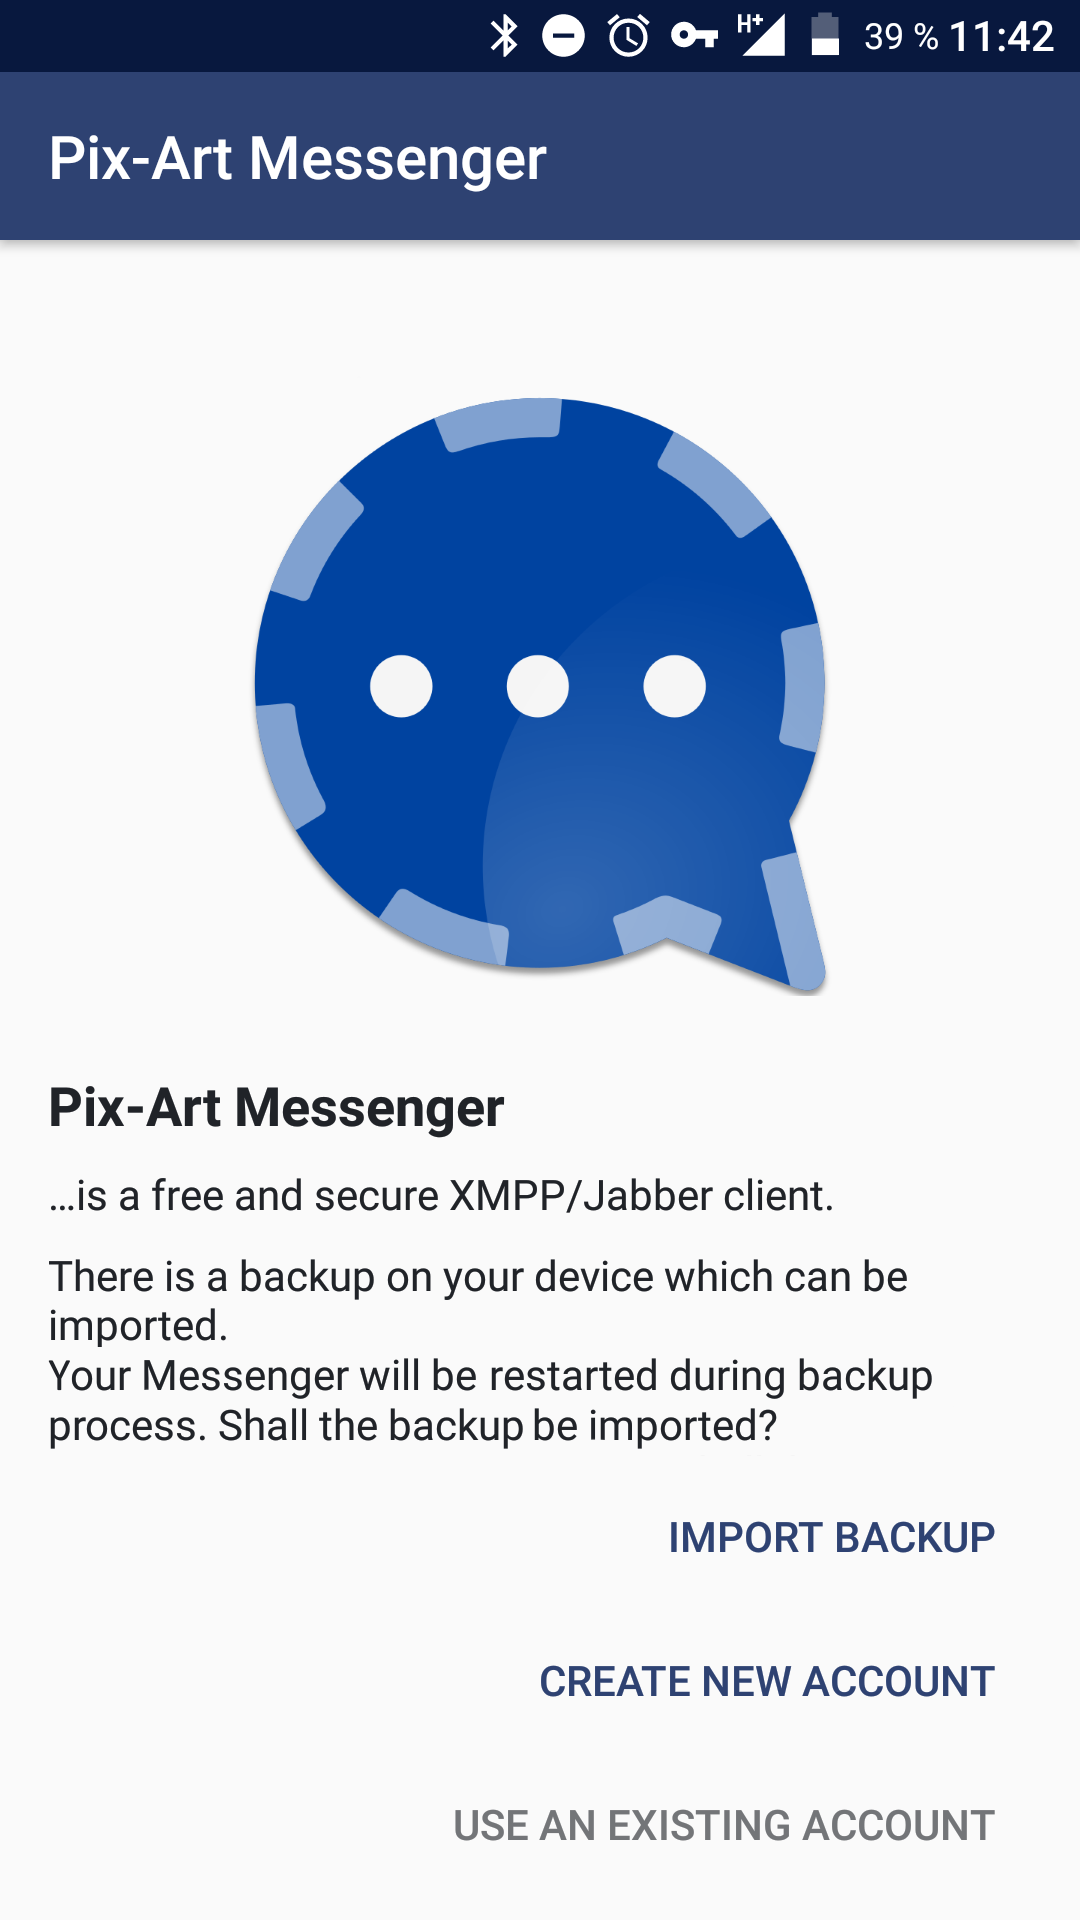 H+ 39 % 11:42
Pix-Art Messenger
Pix-Art Messenger
…is a free and secure XMPP/Jabber client.
There is a backup on your device which can be
imported.
Your Messenger will be restarted during backup
process. Shall the backup be imported?
IMPORT BACKUP
CREATE NEW ACCOUNT
USE AN EXISTING ACCOUNT